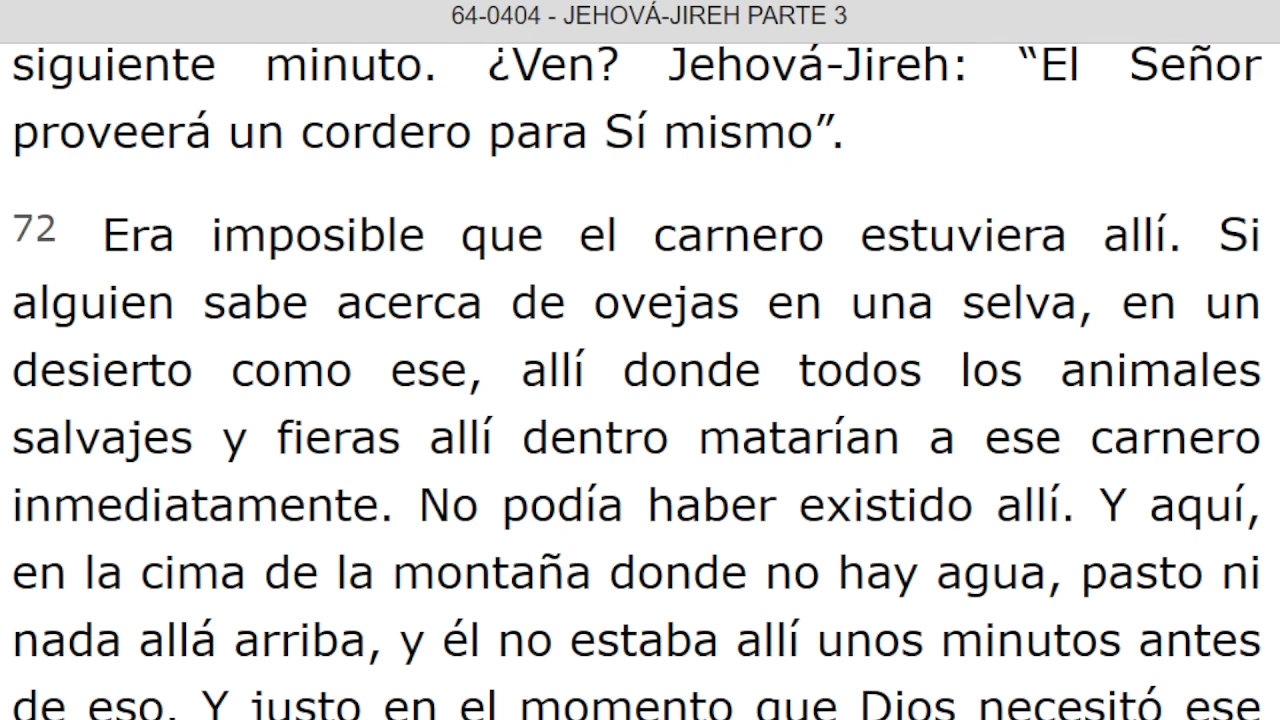 64-0404 - JEHOVÁ-JIREH PARTE 3
siguiente minuto. ¿Ven? Jehová-Jireh: “El Señor
proveerá un cordero para Sí mismo”.
72 Era imposible que el carnero estuviera allí. Si
alguien sabe acerca de ovejas en una selva, en un
desierto como ese, allí donde todos los animales
salvajes y fieras allí dentro matarían a ese carnero
inmediatamente. No podía haber existido allí. Y aquí,
en la cima de la montaña donde no hay agua, pasto ni
nada allá arriba, y él no estaba allí unos minutos antes
de eso. Y justo en el momento que Dios necesitó ese